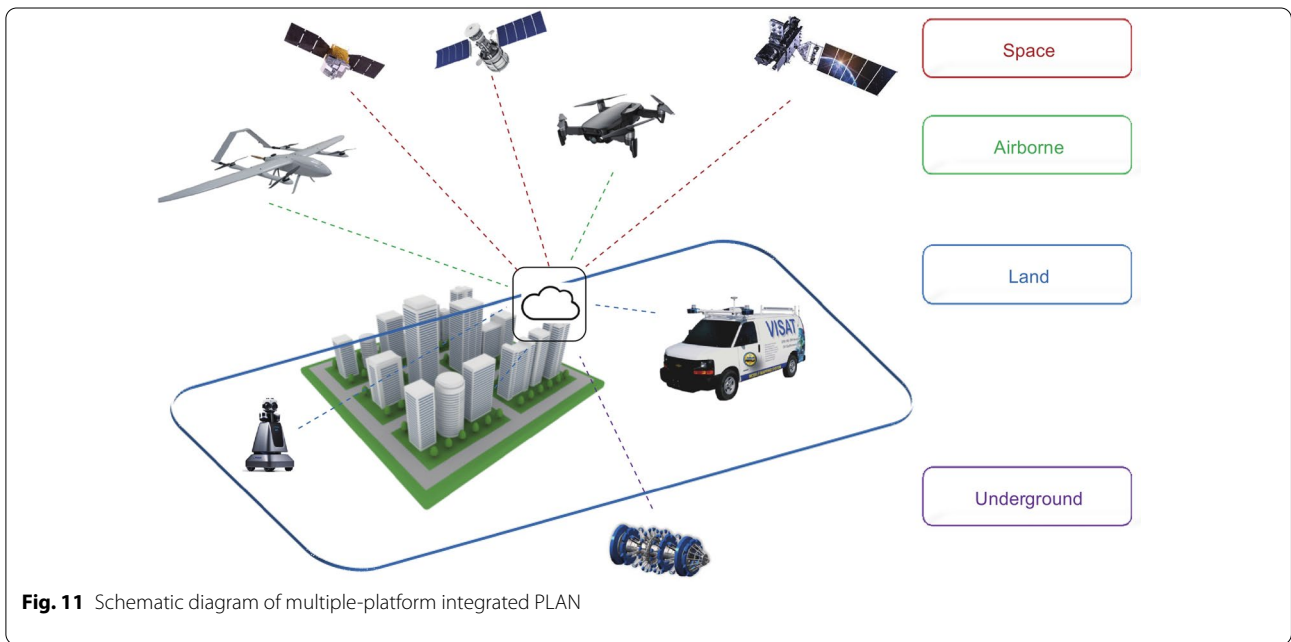 Space
Airborne
Land
VISAT
Underground
Fig. 11 Schematic diagram of multiple-platform integrated PLAN